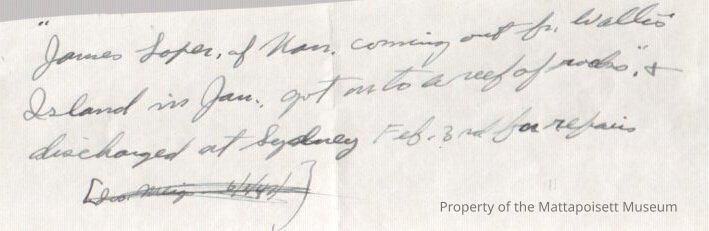 "James Loper, of Nan. coming out fr. Wallis
Island in Jan., got onto a reef of rocks", &
discharged at Sydney Feb. 3rd for repairs
Property of the Mattapoisett Museum